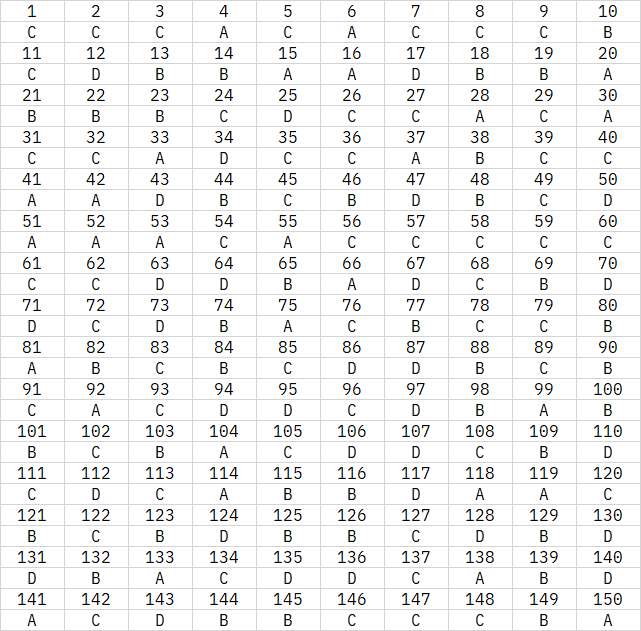 1 2 3 4 5 6 7 8 9 10
C C C A C A C C C B
11 12 13 14 15 16 17 18 19 20
C D B B A A D B B A
21 22 23 24 25 26 27 28 29 30
B B B C D C C A C A
31 32 33 34 35 36 37 38 39 40
C C A D C C A B C C
41 42 43 44 45 46 47 48 49 50
A A D B C B D B C D
51 52 53 54 55 56 57 58 59 60
A A A C A C C C C C
61 62 63 64 65 66 67 68 69 70
C C D D B A D C B D
71 72 73 74 75 76 77 78 79 80
D C D B A C B C C B
81 82 83 84 85 86 87 88 89 90
A B C B C D D B C B
91 92 93 94 95 96 97 98 99 100
C A C D D C D B A B
101 102 103 104 105 106 107 108 109 110
B C B A C D D C B D
111 112 113 114 115 116 117 118 119 120
C D C A B B D A A C
121 122 123 124 125 126 127 128 129 130
B C B D B B C D B D
131 132 133 134 135 136 137 138 139 140
D B A C D D C A B D
141 142 143 144 145 146 147 148 149 150
A C D B B C C C B A